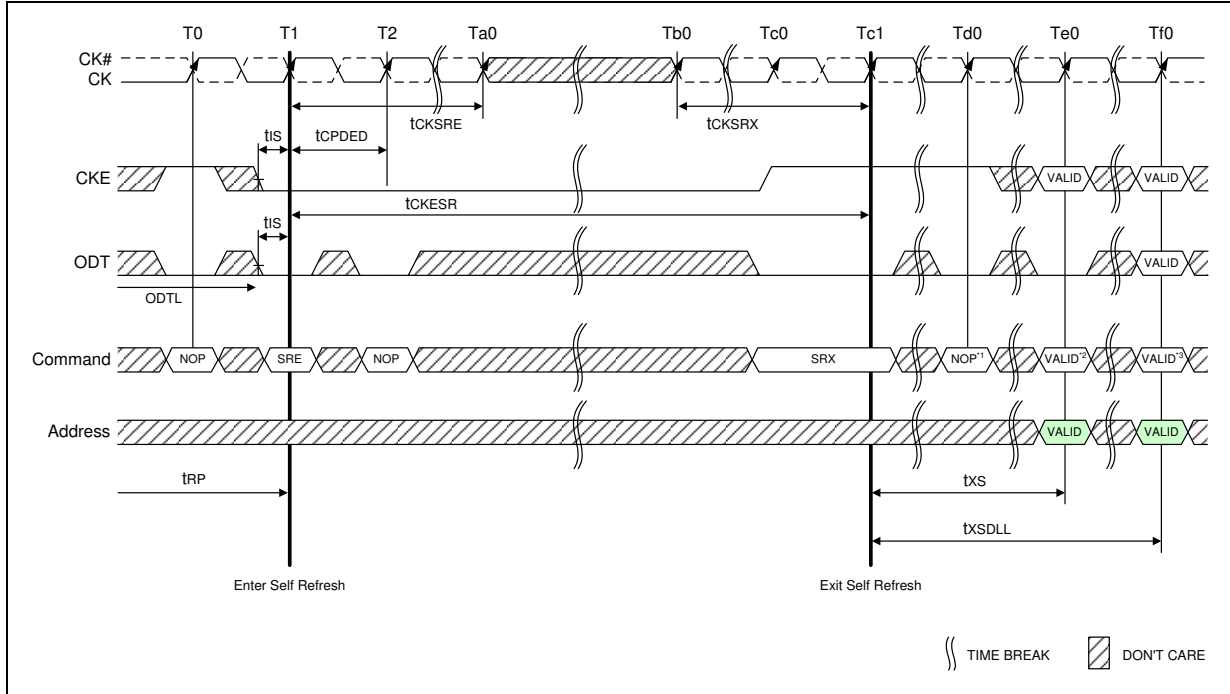 T0 T1 T2 Ta0 Tb0 Tc0 Tc1 Td0 Te0 Tf0
CK#
CK
tCKSRE tCKSRX
tIS tCPDED
CKE VALID VALID
tCKESR
tIS
ODT VALID
ODTL
Command NOP SRE NOP SRX NOP*1 VALID*2 VALID*3
Address VALID VALID
tRP tXS
tXSDLL
Enter Self Refresh Exit Self Refresh
TIME BREAK DON'T CARE